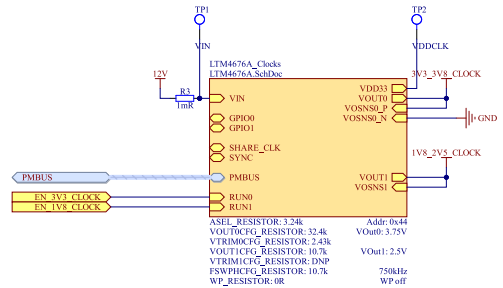 TP1
TP2
VIN
VDDCLK
LTM4676A_Clocks
LTM4676A.SchDoc
12V
R3
1mR
VIN
VDD33
VOUT0
VOSNS0_P
VOSNS0_N
3V3_3V8_CLOCK
GND
GPIO0
GPIO1
SHARE_CLK
SYNC
1V8_2V5_CLOCK
PMBUS
PMBUS
VOUT1
VOSNS1
EN_3V3_CLOCK
RUN0
EN_1V8_CLOCK
RUN1
ASEL_RESISTOR: 3.24k
Addr: 0x44
VOUT0CFG_RESISTOR: 32.4k
VOut0: 3.75V
VTRIM0CFG_RESISTOR: 2.43k
VOUT1CFG_RESISTOR: 10.7k
VOut1: 2.5V
VTRIM1CFG_RESISTOR: DNP
FSWPHCFG_RESISTOR: 10.7k
750kHz
WP_RESISTOR: 0R
WP off